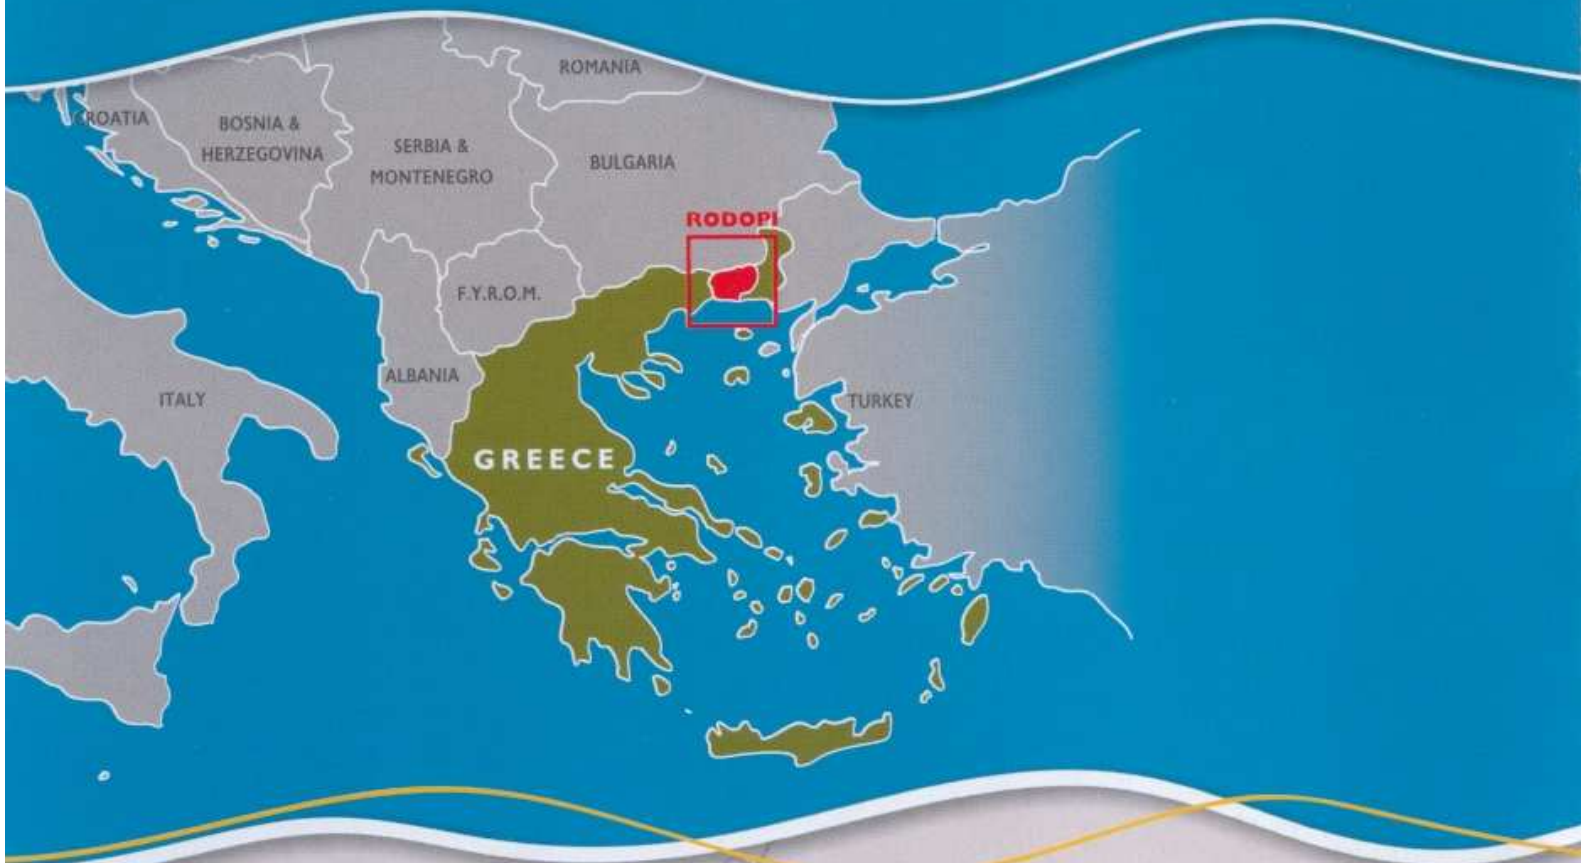 ROMANIA
CROATIA
BOSNIA &
HERZEGOVINA
SERBIA &
MONTENEGRO
BULGARIA
RODOPI
F.Y.R.O.M.
ALBANIA
ITALY
TURKEY
GREECE